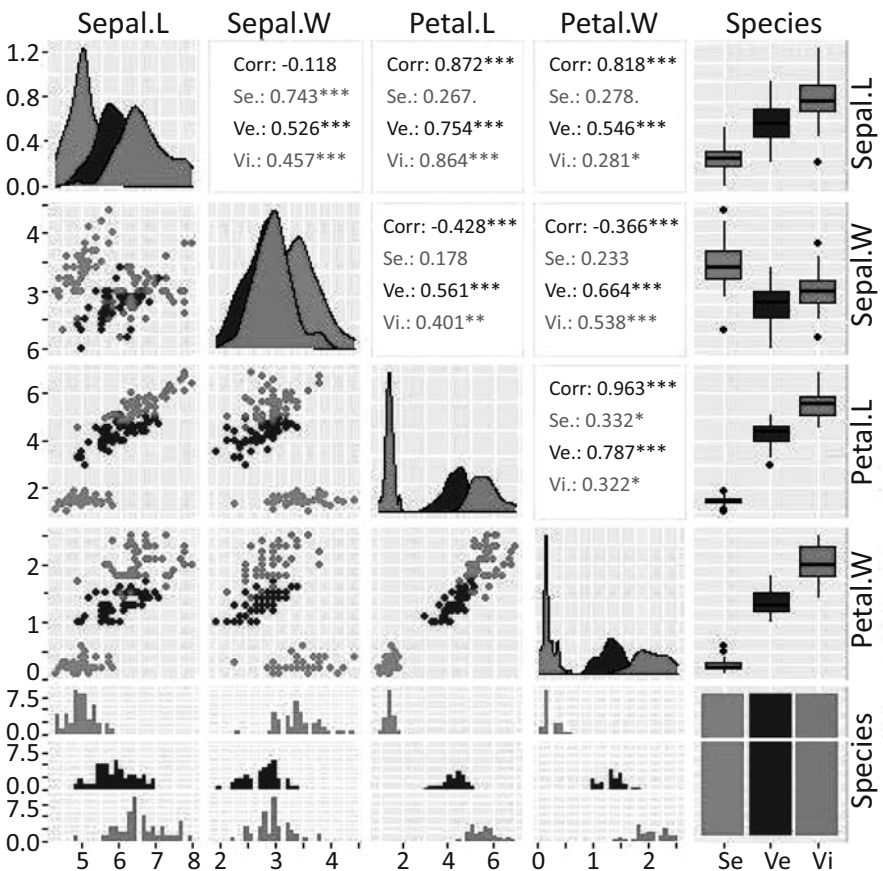 Sepal.L Sepal.W Petal.L Petal.W Species
1.2
0.8
0.4
0.0
Corr: -0.118
Se.: 0.743***
Ve.: 0.526***
Vi.: 0.457***
Corr: 0.872***
Se.: 0.267.
Ve.: 0.754***
Vi.: 0.864***
Corr: 0.818***
Se.: 0.278.
Ve.: 0.546***
Vi.: 0.281*
Sepal.L
4
3
6
Corr: -0.428***
Se.: 0.178
Ve.: 0.561***
Vi.: 0.401**
Corr: -0.366***
Se.: 0.233
Ve.: 0.664***
Vi.: 0.538***
Sepal.W
6
4
2
Corr: 0.963***
Se.: 0.332*
Ve.: 0.787***
Vi.: 0.322*
Petal.L
2
1
0
Petal.W
7.5
0.0
7.5
0.0
7.5
0.0
Species
5 6 7 8 2 3 4 2 4 6 0 1 2 Se Ve Vi